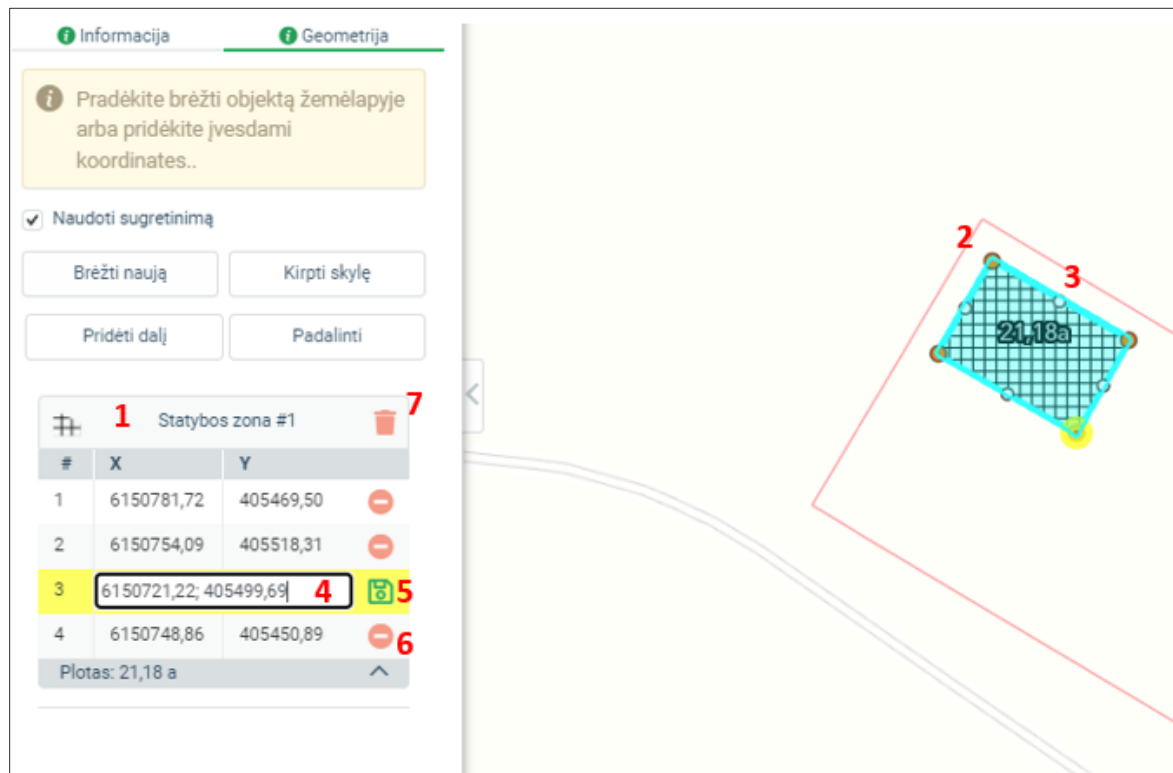 Informacija
Geometrija
Pradėkite brėžti objektą žemėlapyje
arba pridėkite įvesdami
koordinates..
Naudoti sugretinimą
Brėžti naują
Kirpti skylę
Pridėti dalį
Padalinti
1 Statybos zona #1 7
# X Y
1 6150781,72 405469,50
2 6150754,09 405518,31
3 6150721,22; 405499,69 4 5
4 6150748,86 405450,89 6
Plotas: 21,18 a
2
3
21,18a